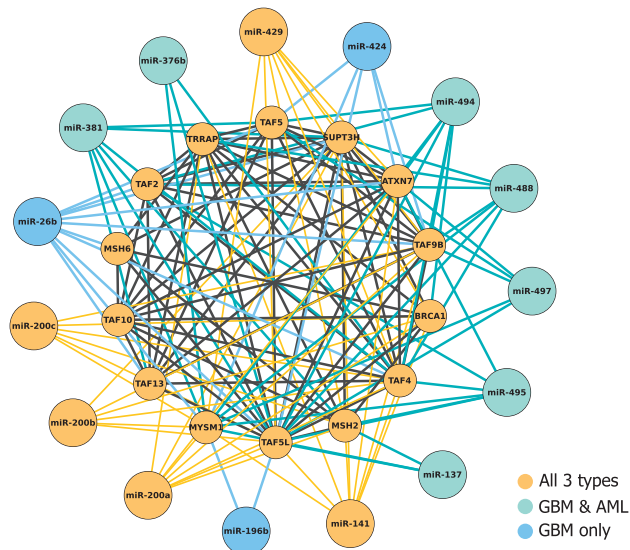 miR-429
miR-424
miR-376b
miR-494
miR-381
TAF5
TRRAP
SUPT3H
TAF2
ATXN7
miR-488
miR-26b
MSH6
TAF9B
miR-497
miR-200c
TAF10
BRCA1
TAF13
TAF4
miR-495
miR-200b
MYSM1
MSH2
TAF5L
miR-137
miR-200a
miR-196b
miR-141
All 3 types
GBM & AML
GBM only